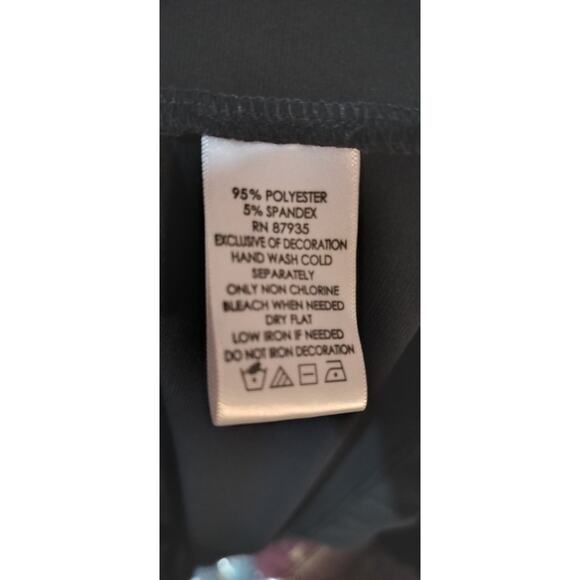 95% POLYESTER
5% SPANDEX
RN 87935
EXCLUSIVE OF DECORATION
HAND WASH COLD
SEPARATELY
ONLY NON CHLORINE
BLEACH WHEN NEEDED
DRY FLAT
LOW IRON IF NEEDED
DO NOT IRON DECORATION